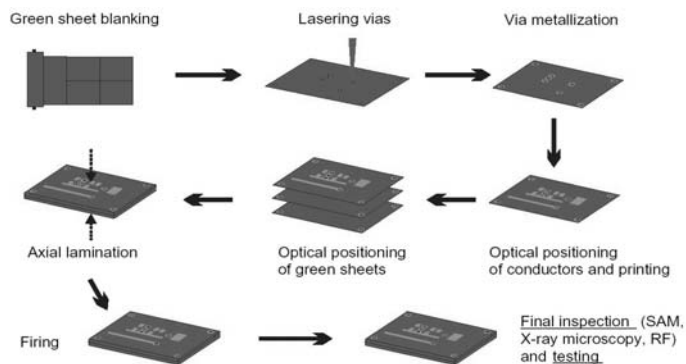 Green sheet blanking
Lasering vias
Via metallization
Axial lamination
Optical positioning
of green sheets
Optical positioning
of conductors and printing
Firing
Final inspection (SAM,
X-ray microscopy, RF)
and testing